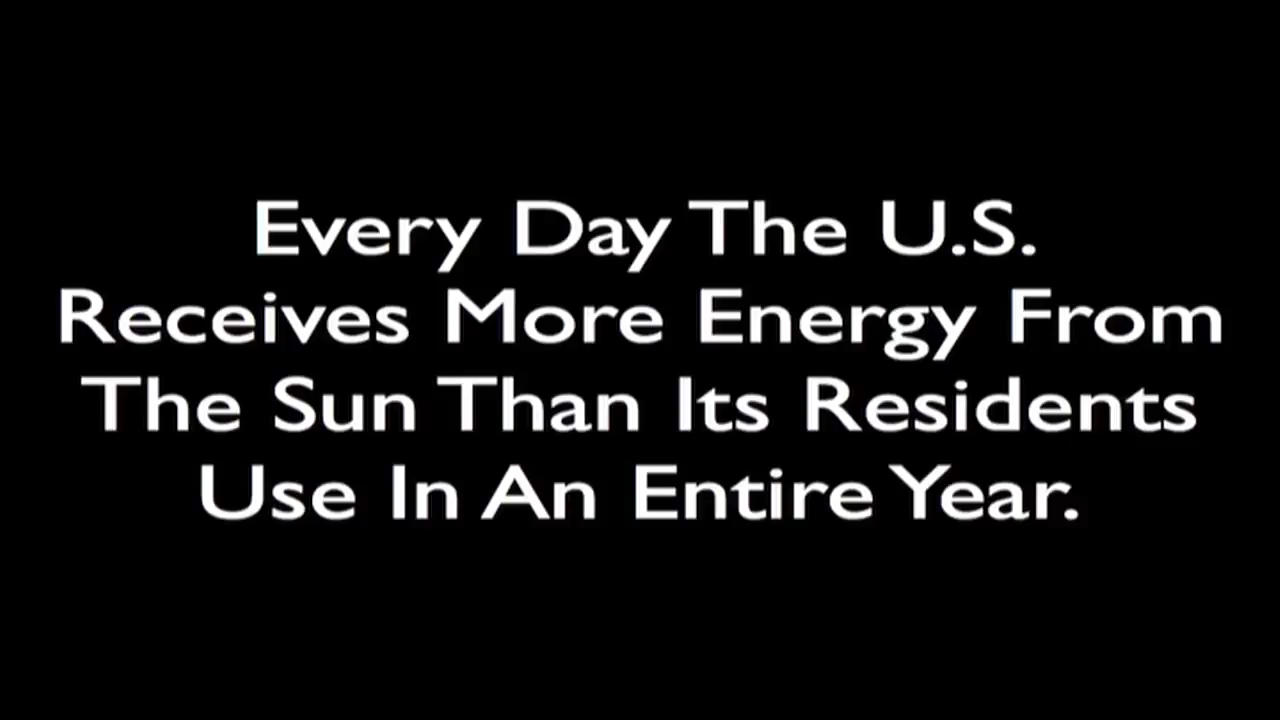 Every Day The U.S.
Receives More Energy From
The Sun Than Its Residents
Use In An Entire Year.